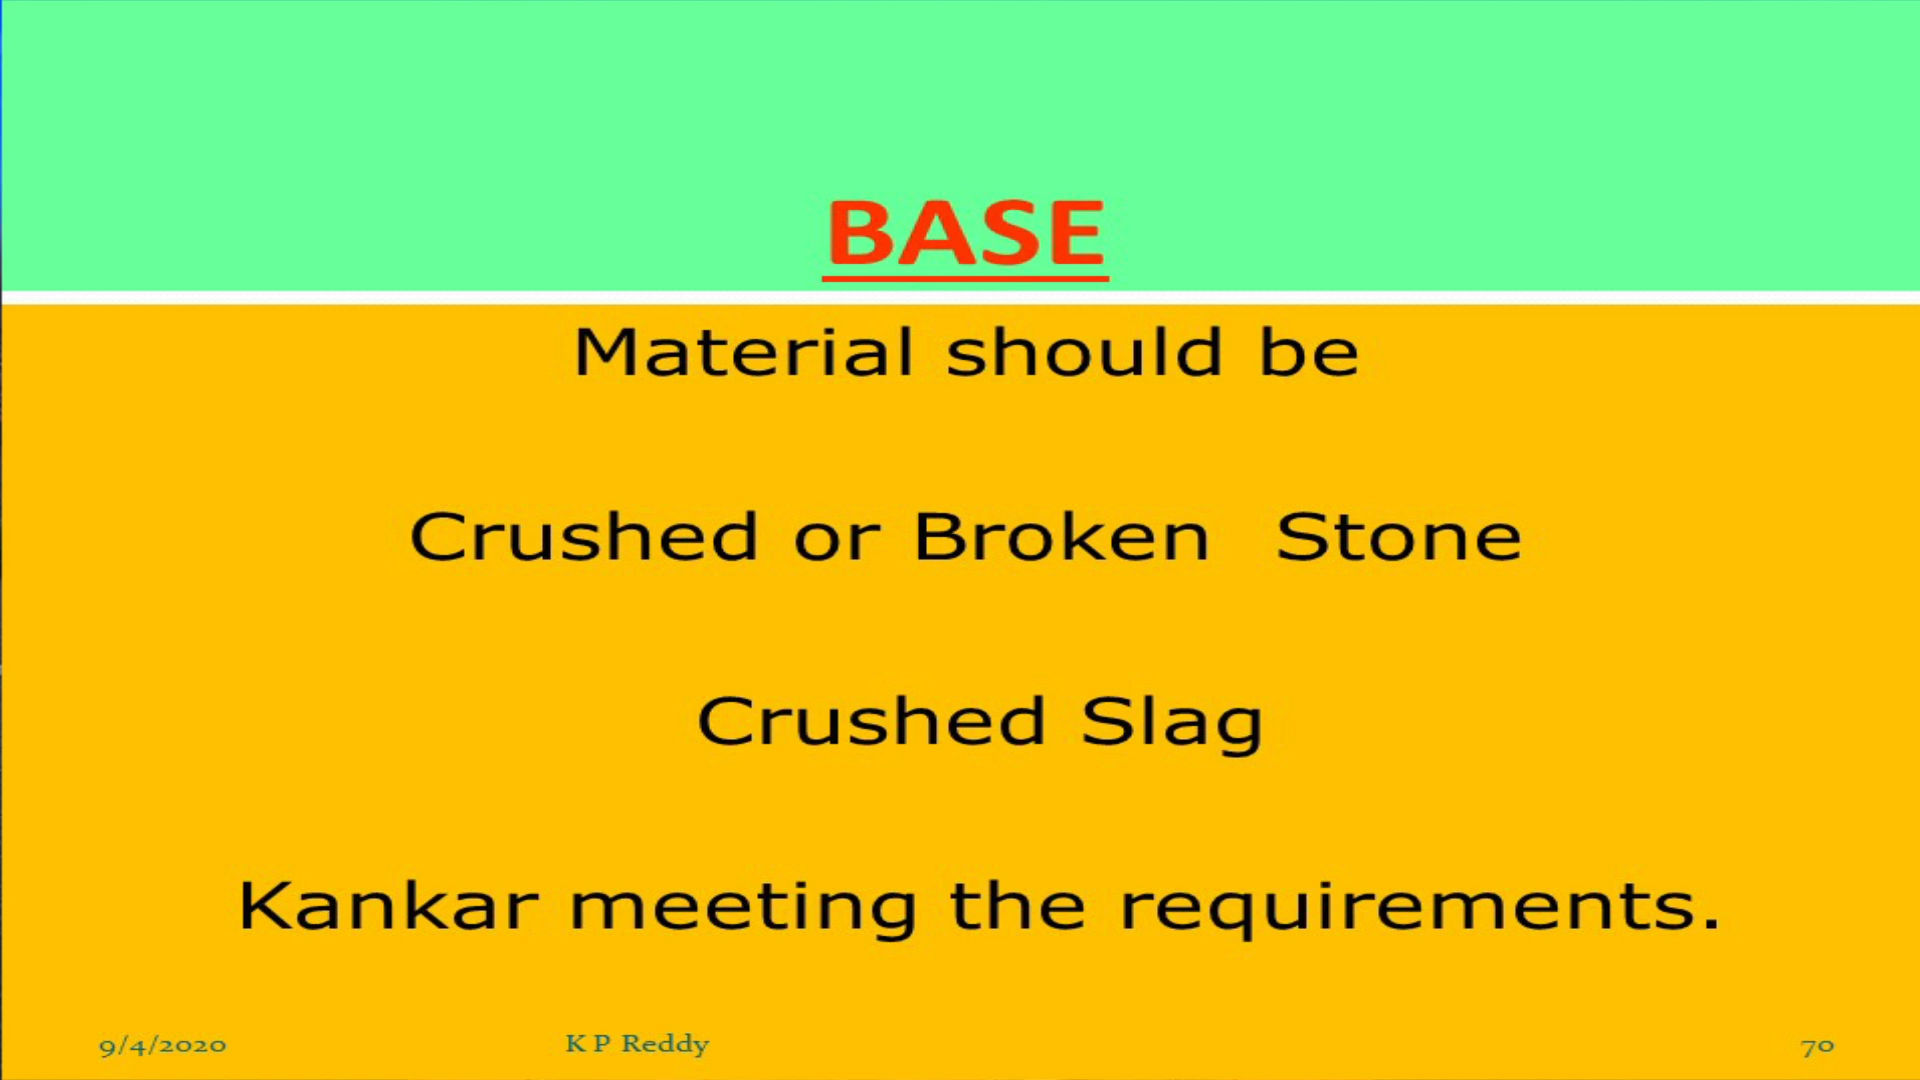 BASE
Material should be
Crushed or Broken  Stone
Crushed Slag
Kankar meeting the requirements.
9/4/2020 K P Reddy 70